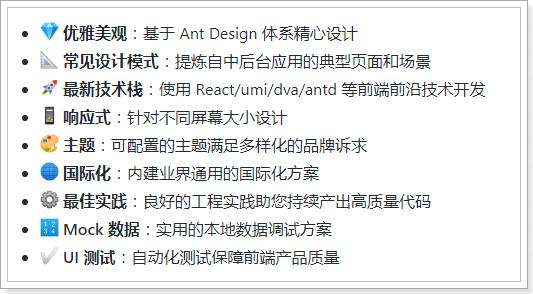 💎 优雅美观：基于 Ant Design 体系精心设计
📐 常见设计模式：提炼自中后台应用的典型页面和场景
🚀 最新技术栈：使用 React/umi/dva/antd 等前端前沿技术开发
📱 响应式：针对不同屏幕大小设计
🎨 主题：可配置的主题满足多样化的品牌诉求
🌐 国际化：内建业界通用的国际化方案
⚙️ 最佳实践：良好的工程实践助您持续产出高质量代码
🔢 Mock 数据：实用的本地数据调试方案
✅ UI 测试：自动化测试保障前端产品质量